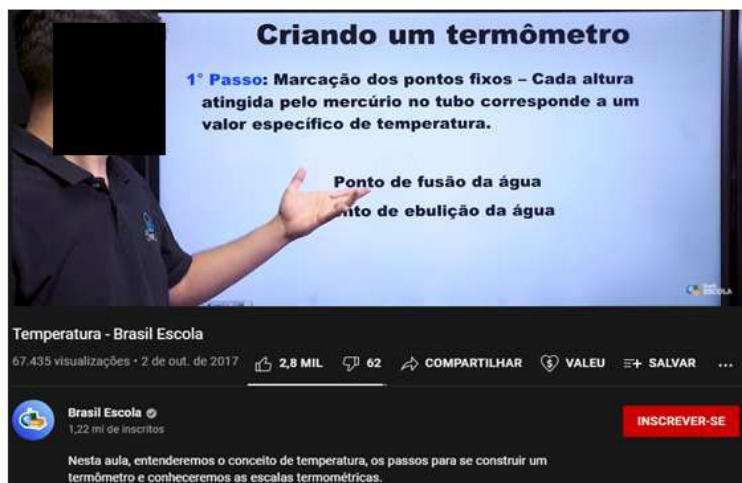 Criando um termômetro
1° Passo: Marcação dos pontos fixos – Cada altura
atingida pelo mercúrio no tubo corresponde a um
valor específico de temperatura.
Ponto de fusão da água
de ebulição da água
ESCOLA
Temperatura - Brasil Escola
67.435 visualizações • 2 de out. de 2017 2,8 MIL 62 COMPARTILHAR VALEU SALVAR ...
Brasil Escola
1,22 mi de inscritos
INSCREVER-SE
Nesta aula, entenderemos o conceito de temperatura, os passos para se construir um
termômetro e conheceremos as escalas termométricas.